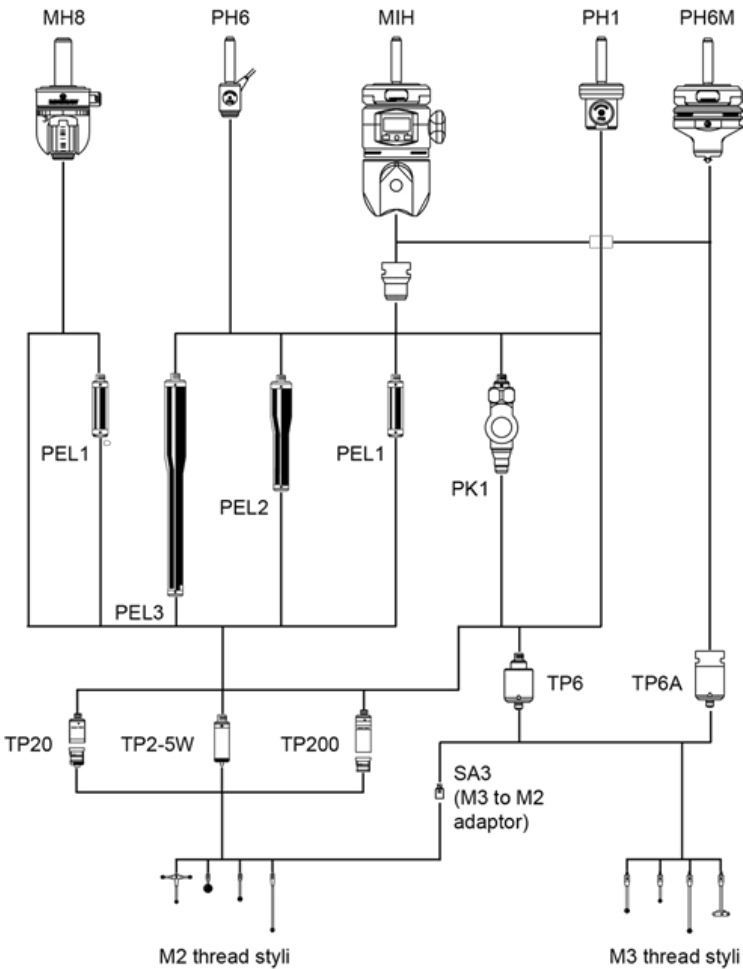 MH8
PH6
MIH
PH1
PH6M
PEL1
PEL2
PEL1
PK1
PEL3
TP6
TP6A
TP20
TP2-5W
TP200
SA3
(M3 to M2
adaptor)
M2 thread styli
M3 thread styli